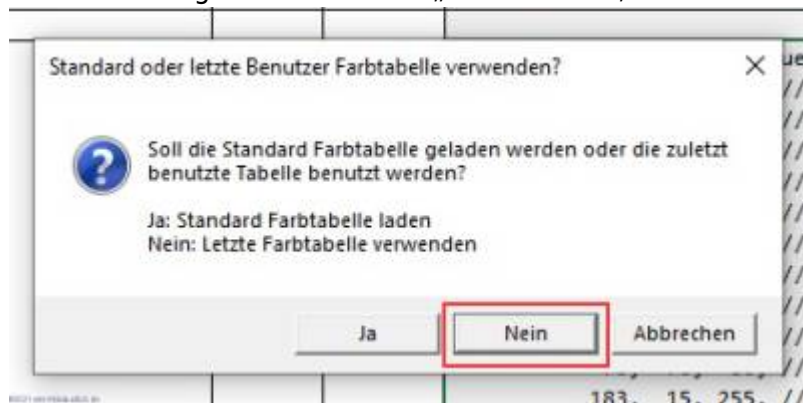 Standard oder letzte Benutzer Farbtabelle verwenden?
Soll die Standard Farbtabelle geladen werden oder die zuletzt
benutzte Tabelle benutzt werden?
Ja: Standard Farbtabelle laden
Nein: Letzte Farbtabelle verwenden
Ja Nein Abbrechen
183, 15, 255, //